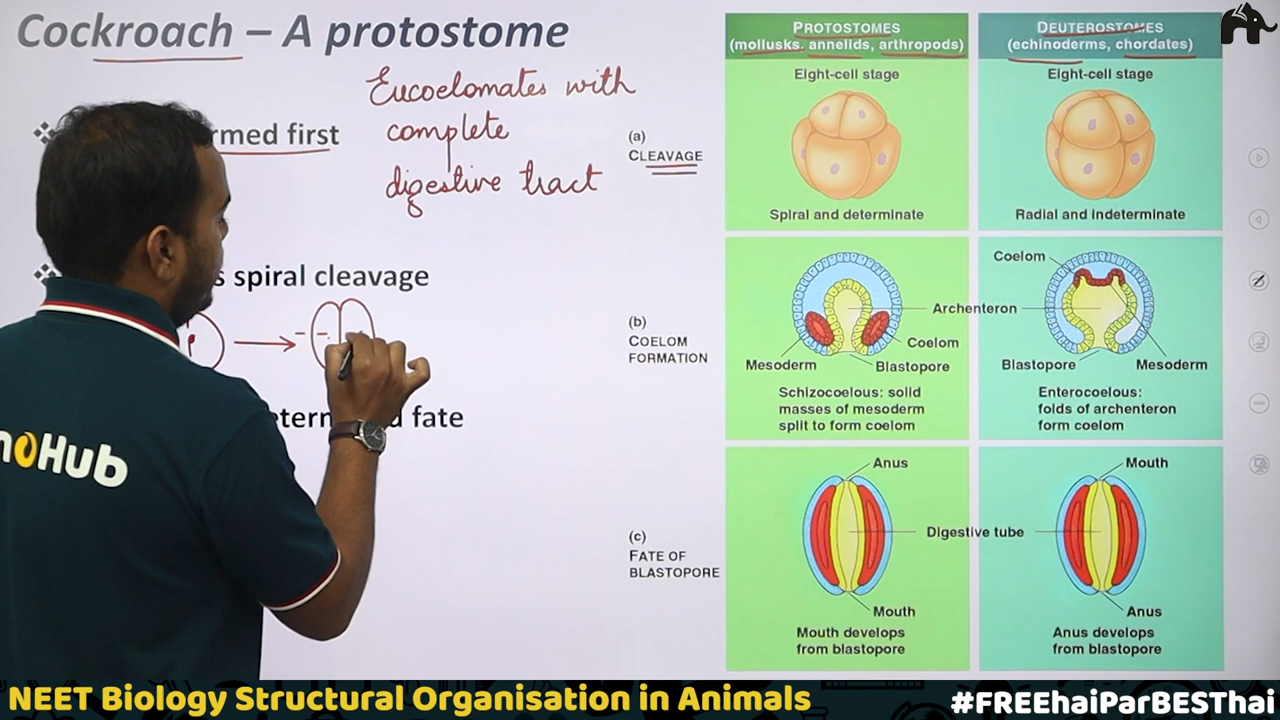 Cockroach – A protostome
Eucoelomates with
complete
digestive tract
rmed first
s spiral cleavage
etern
d fate
noHub
PROTOSTOMES
(mollusks. annelids, arthropods)
DEUTEROSTOMES
(echinoderms, chordates)
(a)
CLEAVAGE
Eight-cell stage
Spiral and determinate
Eight-cell stage
Radial and indeterminate
(b)
COELOM
FORMATION
Coelom
Archenteron
Coelom
Mesoderm
Blastopore
Blastopore
Mesoderm
Schizocoelous: solid
masses of mesoderm
split to form coelom
Enterocoelous:
folds of archenteron
form coelom
(c)
FATE OF
BLASTOPORE
Anus
Mouth
Digestive tube
Mouth
Anus
Mouth develops
from blastopore
Anus develops
from blastopore
NEET Biology Structural Organisation in Animals
#FREEhaiParBESThai